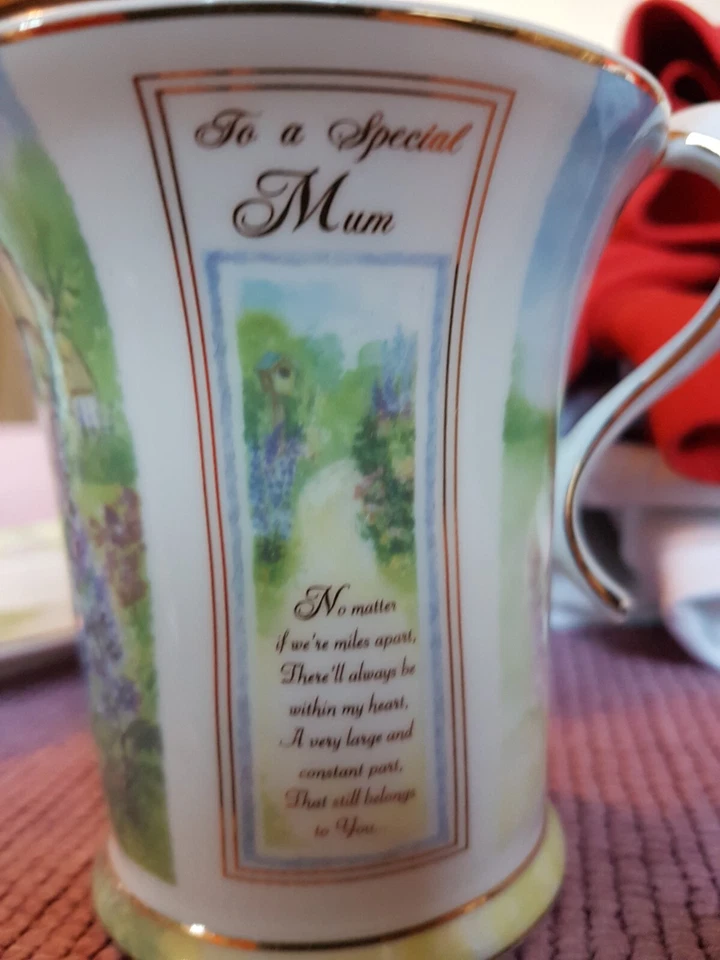 To a Special
Mum
No matter
if we're miles apart,
There'll always be
within my heart,
A very large and
constant part,
That still belongs
to You...